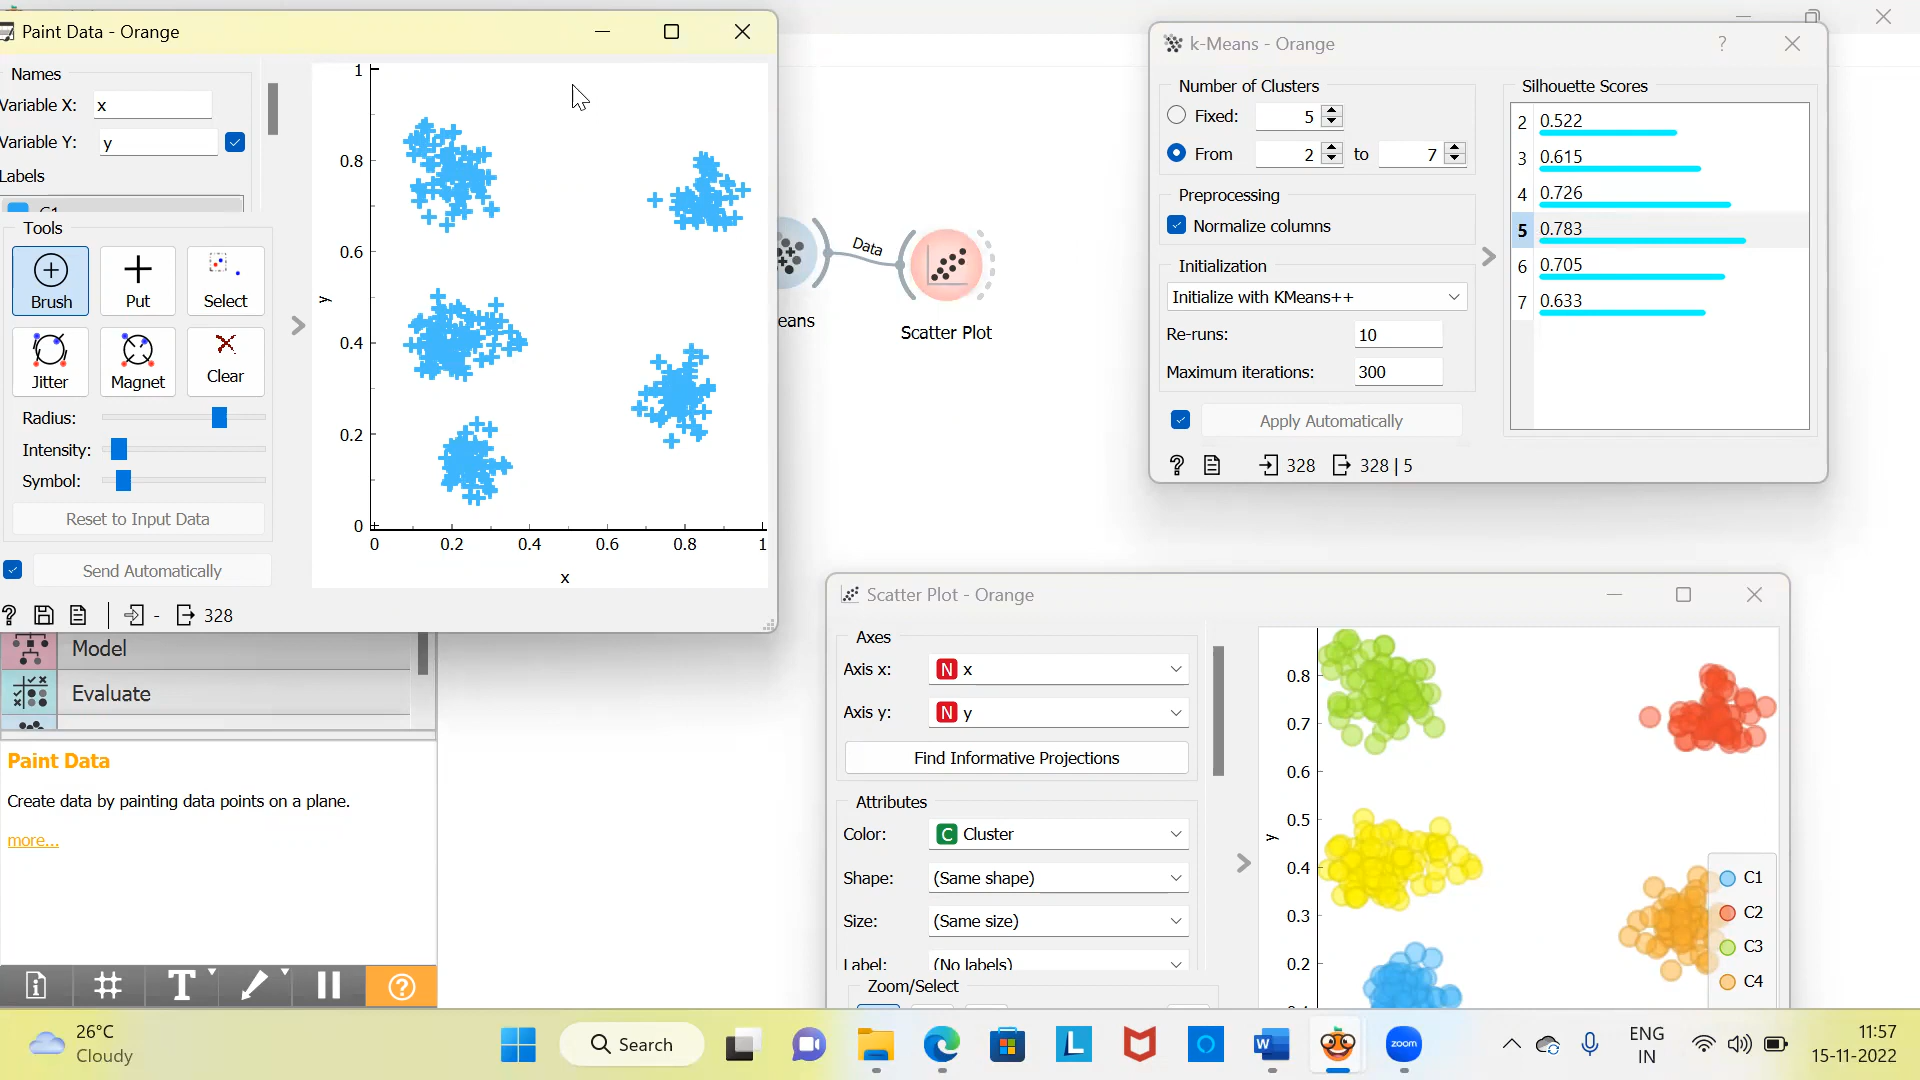 Paint Data - Orange
Names
Variable X: x
Variable Y: y
Labels
C1
Tools
Brush
Put
Select
Jitter
Magnet
Clear
Radius:
Intensity:
Symbol:
Reset to Input Data
Send Automatically
? - 328
1
0.8
0.6
0.4
0.2
0
y
0 0.2 0.4 0.6 0.8 1
x
Model
Evaluate
Paint Data
Create data by painting data points on a plane.
more...
Data
eans
Scatter Plot
k-Means - Orange
?
Number of Clusters
Fixed: 5
From 2 to 7
Preprocessing
Normalize columns
Initialization
Initialize with KMeans++
Re-runs: 10
Maximum iterations: 300
Apply Automatically
? 328 328 | 5
Silhouette Scores
2 0.522
3 0.615
4 0.726
5 0.783
6 0.705
7 0.633
Scatter Plot - Orange
Axes
Axis x: N x
Axis y: N y
Find Informative Projections
Attributes
Color: C Cluster
Shape: (Same shape)
Size: (Same size)
Label: (No labels)
Zoom/Select
0.8
0.7
0.6
0.5
0.4
0.3
0.2
y
C1
C2
C3
C4
T
?
26°C
Cloudy
Search
L
W
zoom
ENG
IN
11:57
15-11-2022